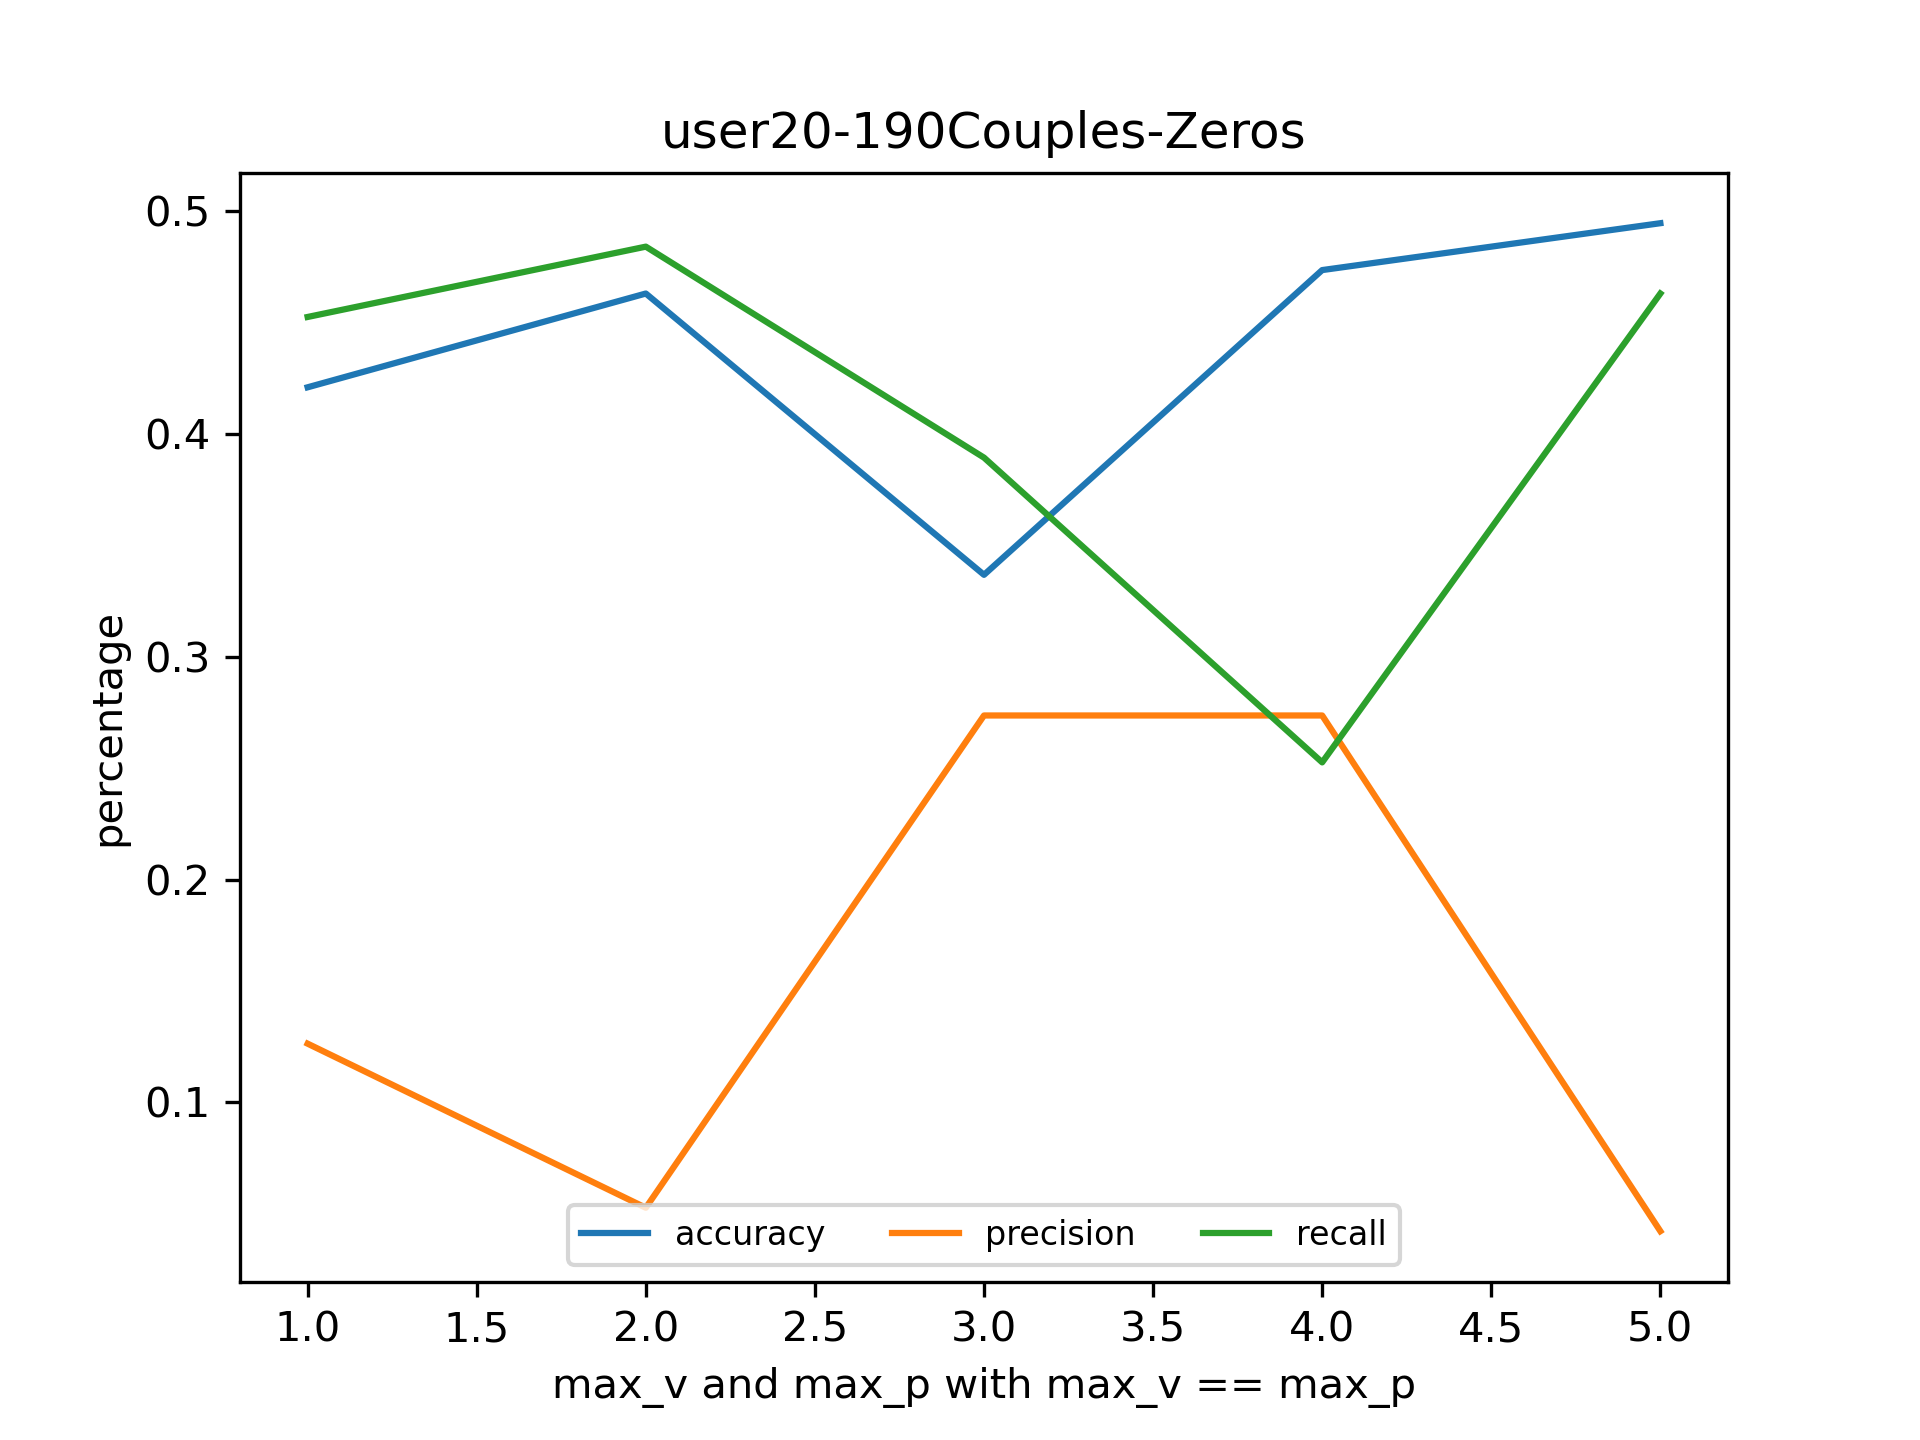 user20-190Couples-Zeros
percentage
0.5
0.4
0.3
0.2
0.1
accuracy precision recall
1.0 1.5 2.0 2.5 3.0 3.5 4.0 4.5 5.0
max_v and max_p with max_v == max_p